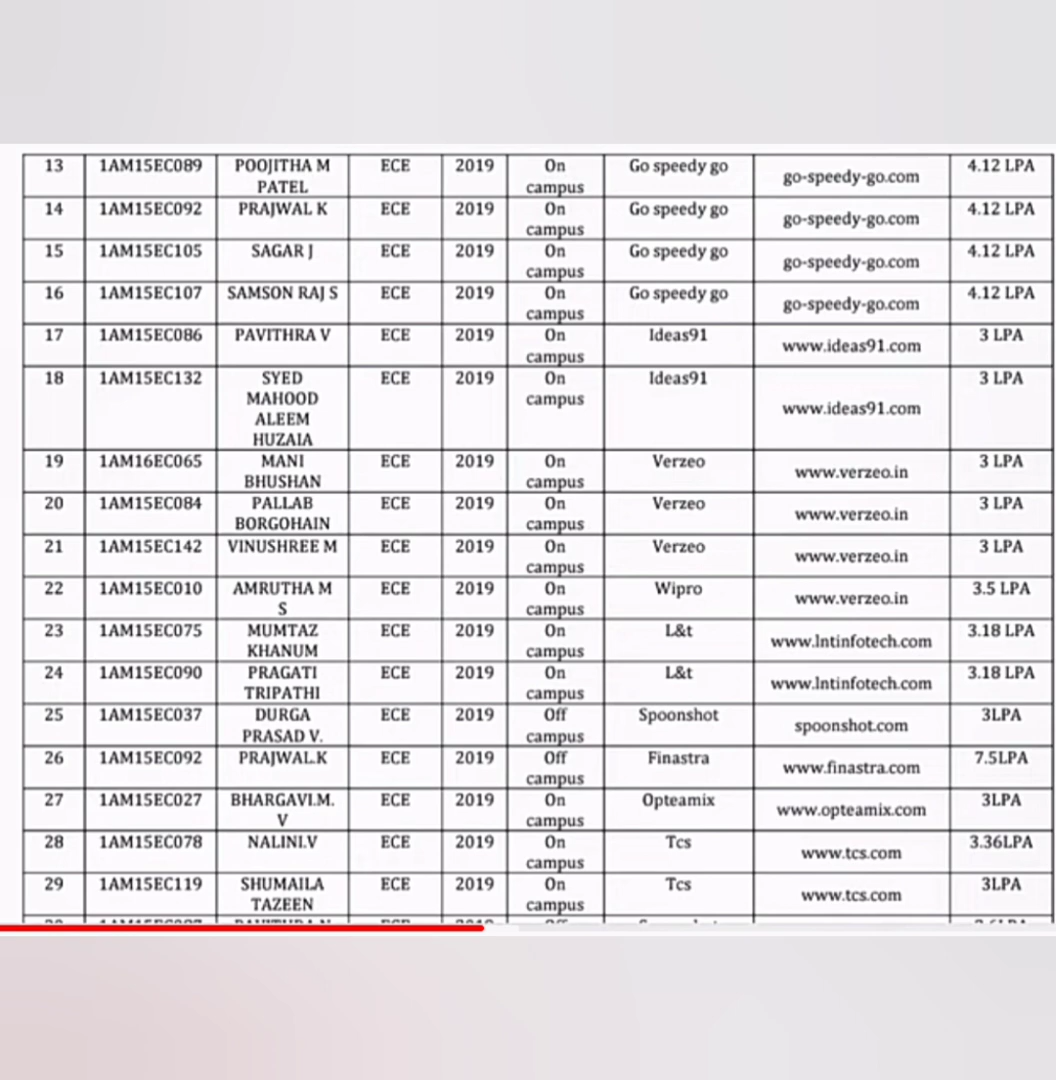 13 1AM15EC089 POOJITHA M PATEL ECE 2019 On campus Go speedy go go-speedy-go.com 4.12 LPA
14 1AM15EC092 PRAJWAL K ECE 2019 On campus Go speedy go go-speedy-go.com 4.12 LPA
15 1AM15EC105 SAGAR J ECE 2019 On campus Go speedy go go-speedy-go.com 4.12 LPA
16 1AM15EC107 SAMSON RAJ S ECE 2019 On campus Go speedy go go-speedy-go.com 4.12 LPA
17 1AM15EC086 PAVITHRA V ECE 2019 On campus Ideas91 www.ideas91.com 3 LPA
18 1AM15EC132 SYED MAHOOD ALEEM HUZAIA ECE 2019 On campus Ideas91 www.ideas91.com 3 LPA
19 1AM16EC065 MANI BHUSHAN ECE 2019 On campus Verzeo www.verzeo.in 3 LPA
20 1AM15EC084 PALLAB BORGOHAIN ECE 2019 On campus Verzeo www.verzeo.in 3 LPA
21 1AM15EC142 VINUSHREE M ECE 2019 On campus Verzeo www.verzeo.in 3 LPA
22 1AM15EC010 AMRUTHA M S ECE 2019 On campus Wipro www.verzeo.in 3.5 LPA
23 1AM15EC075 MUMTAZ KHANUM ECE 2019 On campus L&t www.lntinfotech.com 3.18 LPA
24 1AM15EC090 PRAGATI TRIPATHI ECE 2019 On campus L&t www.lntinfotech.com 3.18 LPA
25 1AM15EC037 DURGA PRASAD V. ECE 2019 Off campus Spoonshot spoonshot.com 3LPA
26 1AM15EC092 PRAJWAL.K ECE 2019 Off campus Finastra www.finastra.com 7.5LPA
27 1AM15EC027 BHARGAVI.M. V ECE 2019 On campus Opteamix www.opteamix.com 3LPA
28 1AM15EC078 NALINI.V ECE 2019 On campus Tcs www.tcs.com 3.36LPA
29 1AM15EC119 SHUMAILA TAZEEN ECE 2019 On campus Tcs www.tcs.com 3LPA